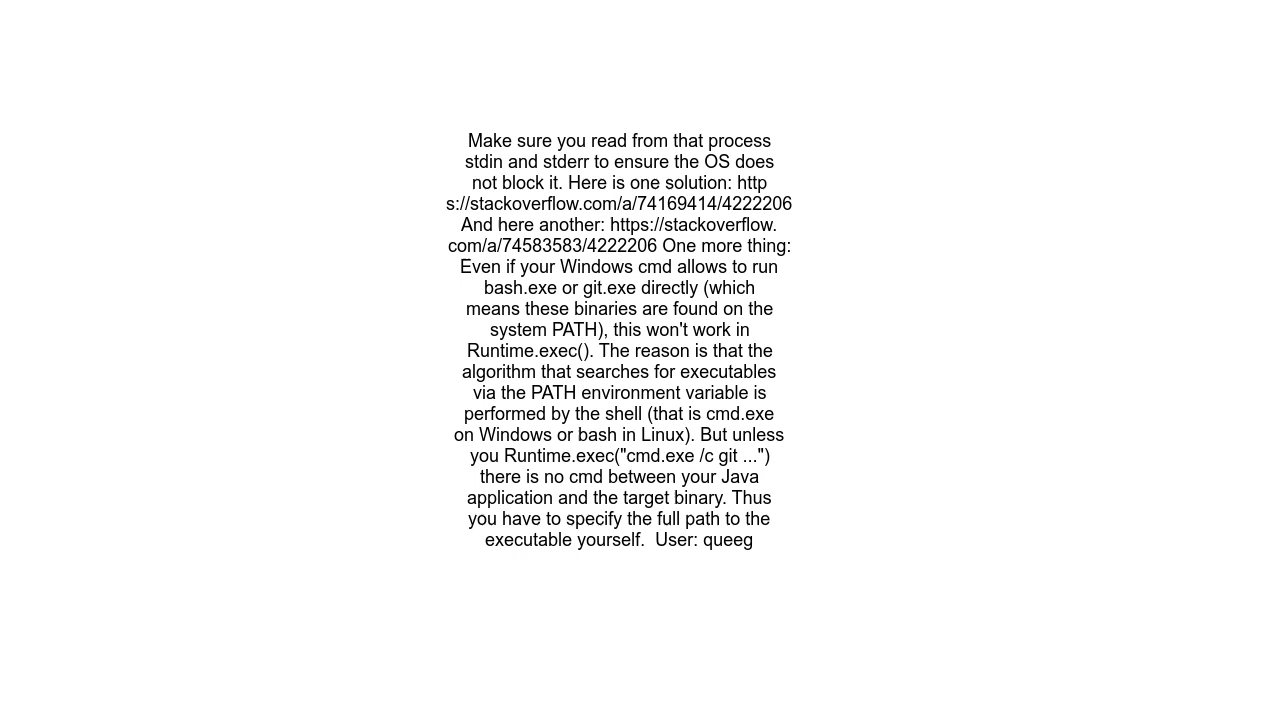 Make sure you read from that process
stdin and stderr to ensure the OS does
not block it. Here is one solution: http
s://stackoverflow.com/a/74169414/4222206
And here another: https://stackoverflow.
com/a/74583583/4222206 One more thing:
Even if your Windows cmd allows to run
bash.exe or git.exe directly (which
means these binaries are found on the
system PATH), this won't work in
Runtime.exec(). The reason is that the
algorithm that searches for executables
via the PATH environment variable is
performed by the shell (that is cmd.exe
on Windows or bash in Linux). But unless
you Runtime.exec("cmd.exe /c git ...")
there is no cmd between your Java
application and the target binary. Thus
you have to specify the full path to the
executable yourself.  User: queeg